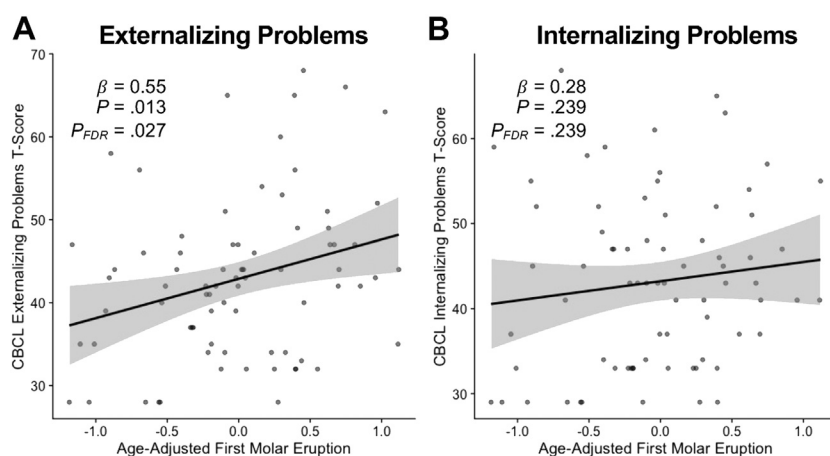 A Externalizing Problems
β = 0.55
P = .013
P_FDR = .027
CBCL Externalizing Problems T-Score
70
60
50
40
30
-1.0 -0.5 0.0 0.5 1.0
Age-Adjusted First Molar Eruption
B Internalizing Problems
β = 0.28
P = .239
P_FDR = .239
CBCL Internalizing Problems T-Score
60
50
40
30
-1.0 -0.5 0.0 0.5 1.0
Age-Adjusted First Molar Eruption